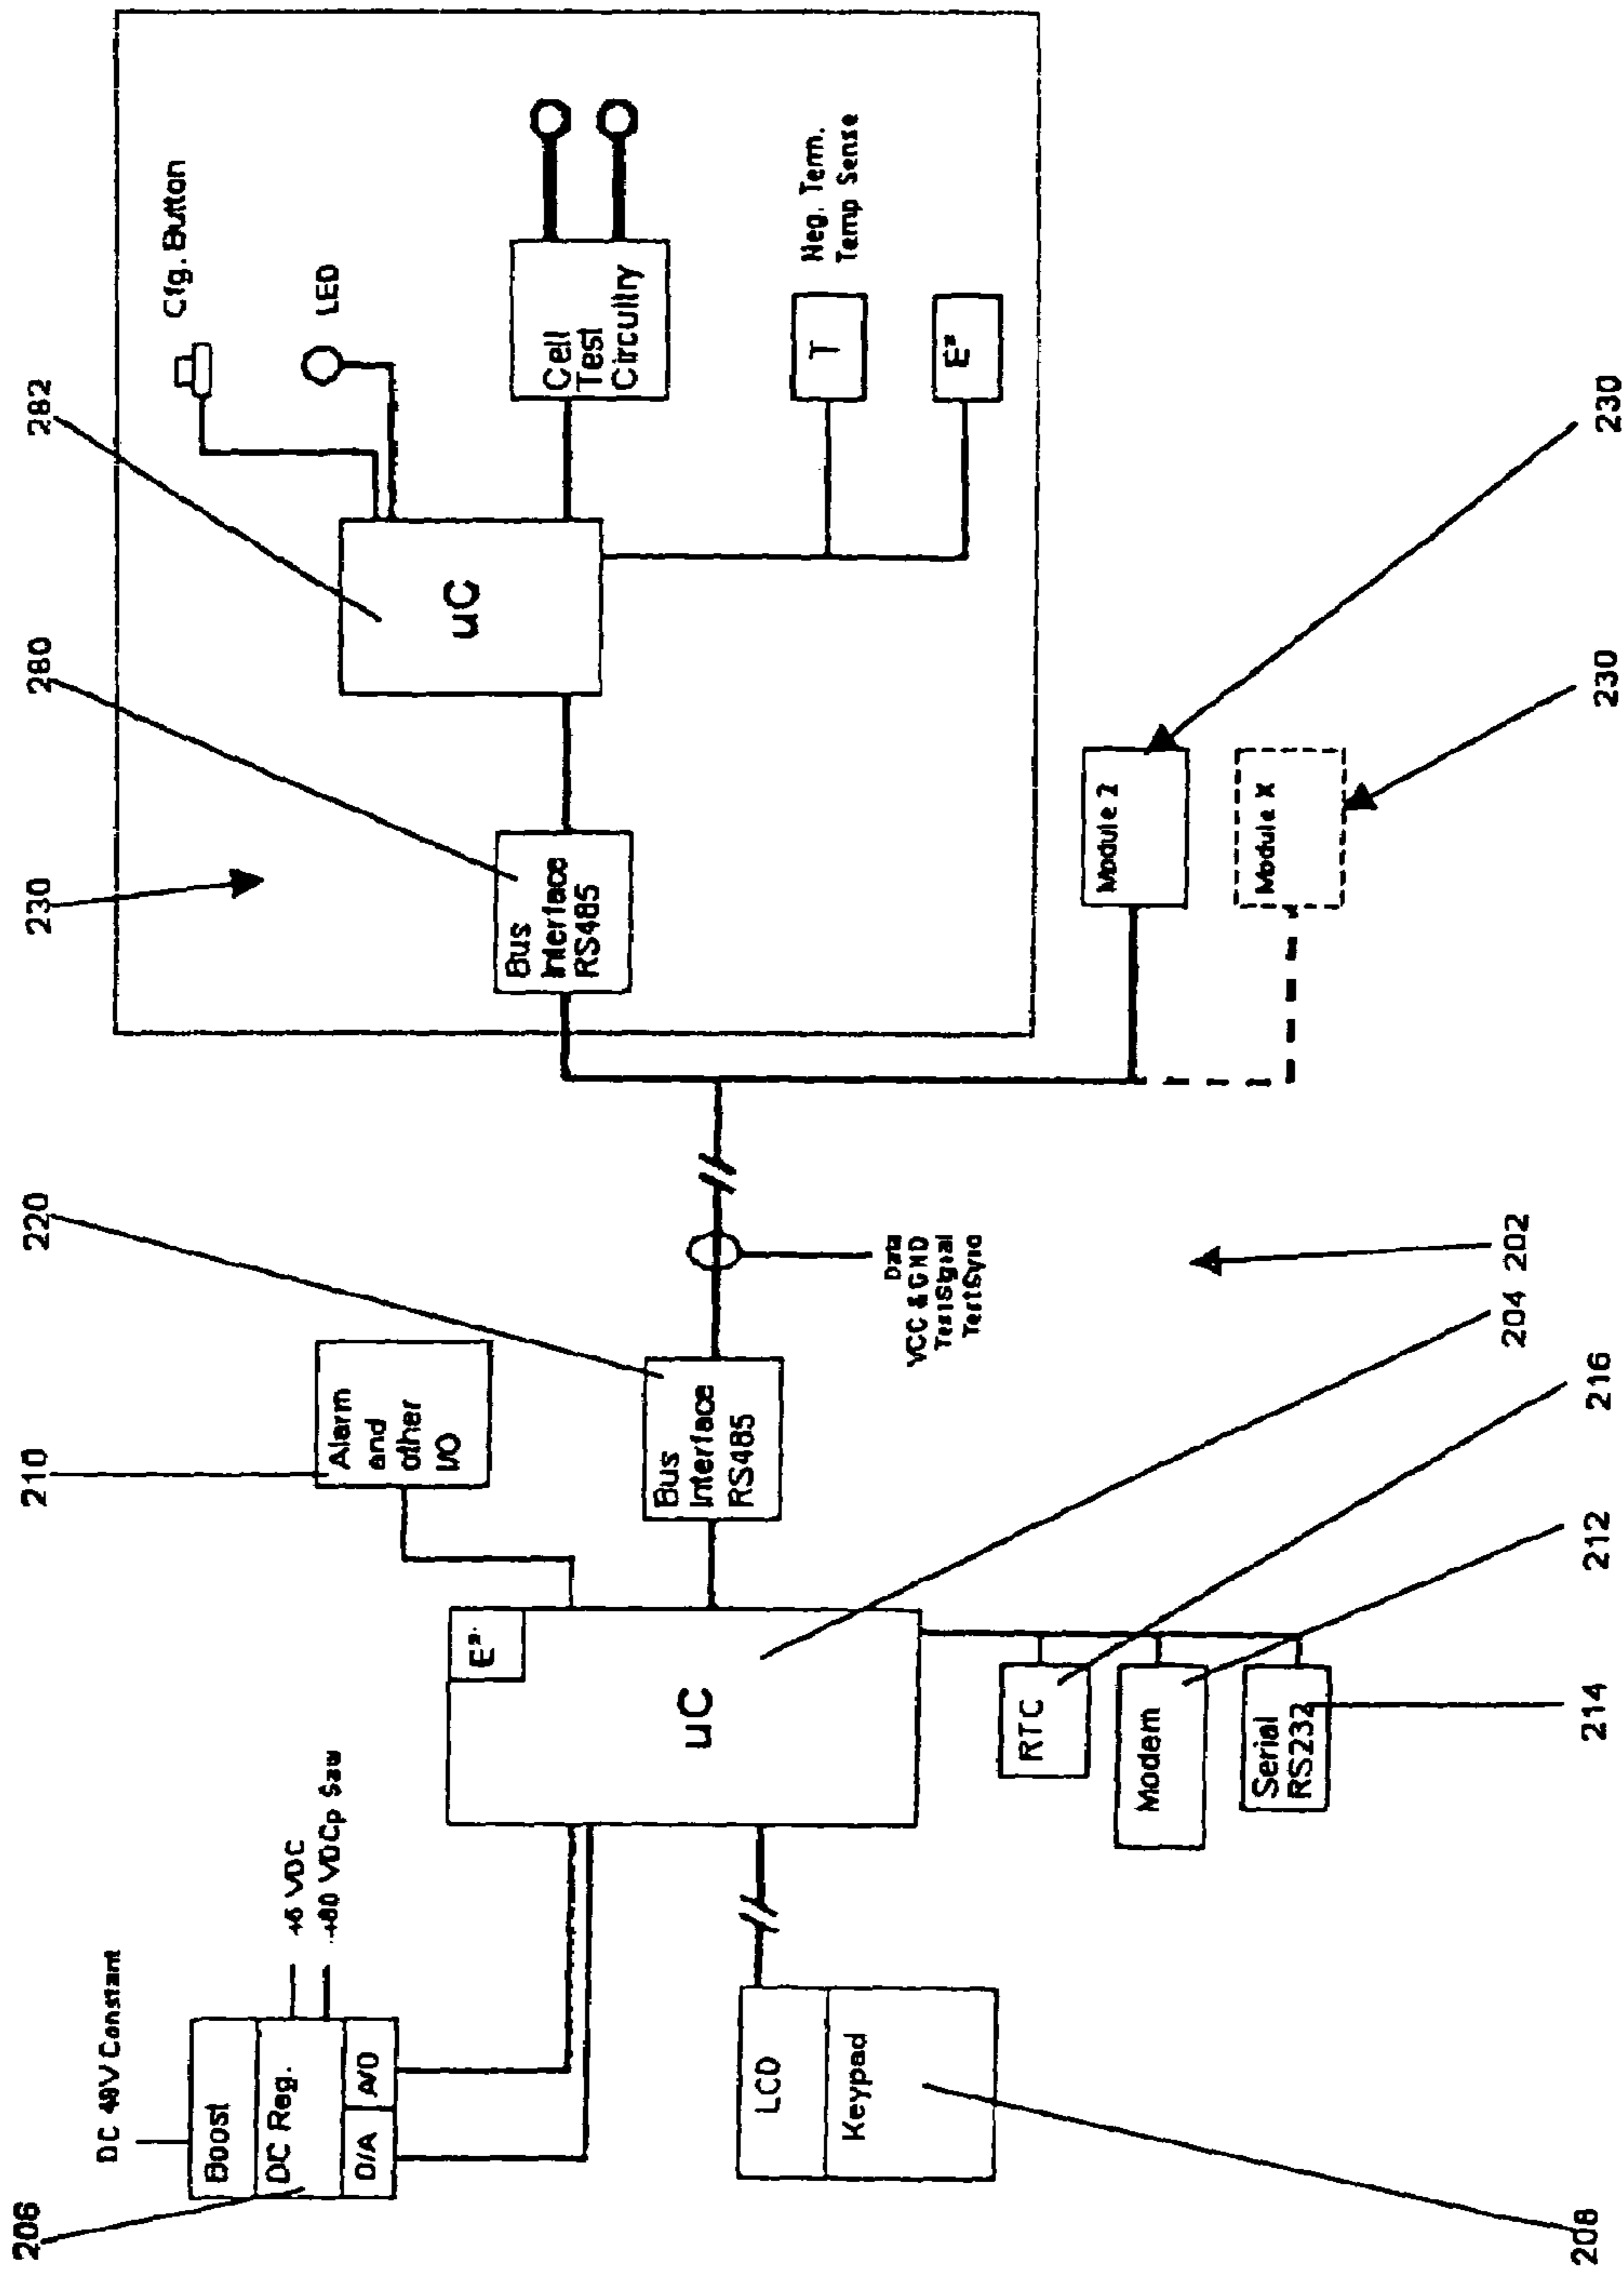 206
DC 48V Constant
Boost
DC Reg.
D/A
A/D
+6 VDC
+80 VDCp Saw
LCD
Keypad
208
210
Alarm
and
other
I/O
E²
uC
220
Bus
Interface
RS485
RTC
Modem
Serial
RS232
214
212
216
204
202
Data
VCC & GND
TestSignal
TestSync
230
280
282
Bus
Interface
RS485
uC
Cfg. Button
LED
Cell
Test
Circuitry
T
Neg. Term.
Temp Sense
E²
Module 2
Module X
230
230